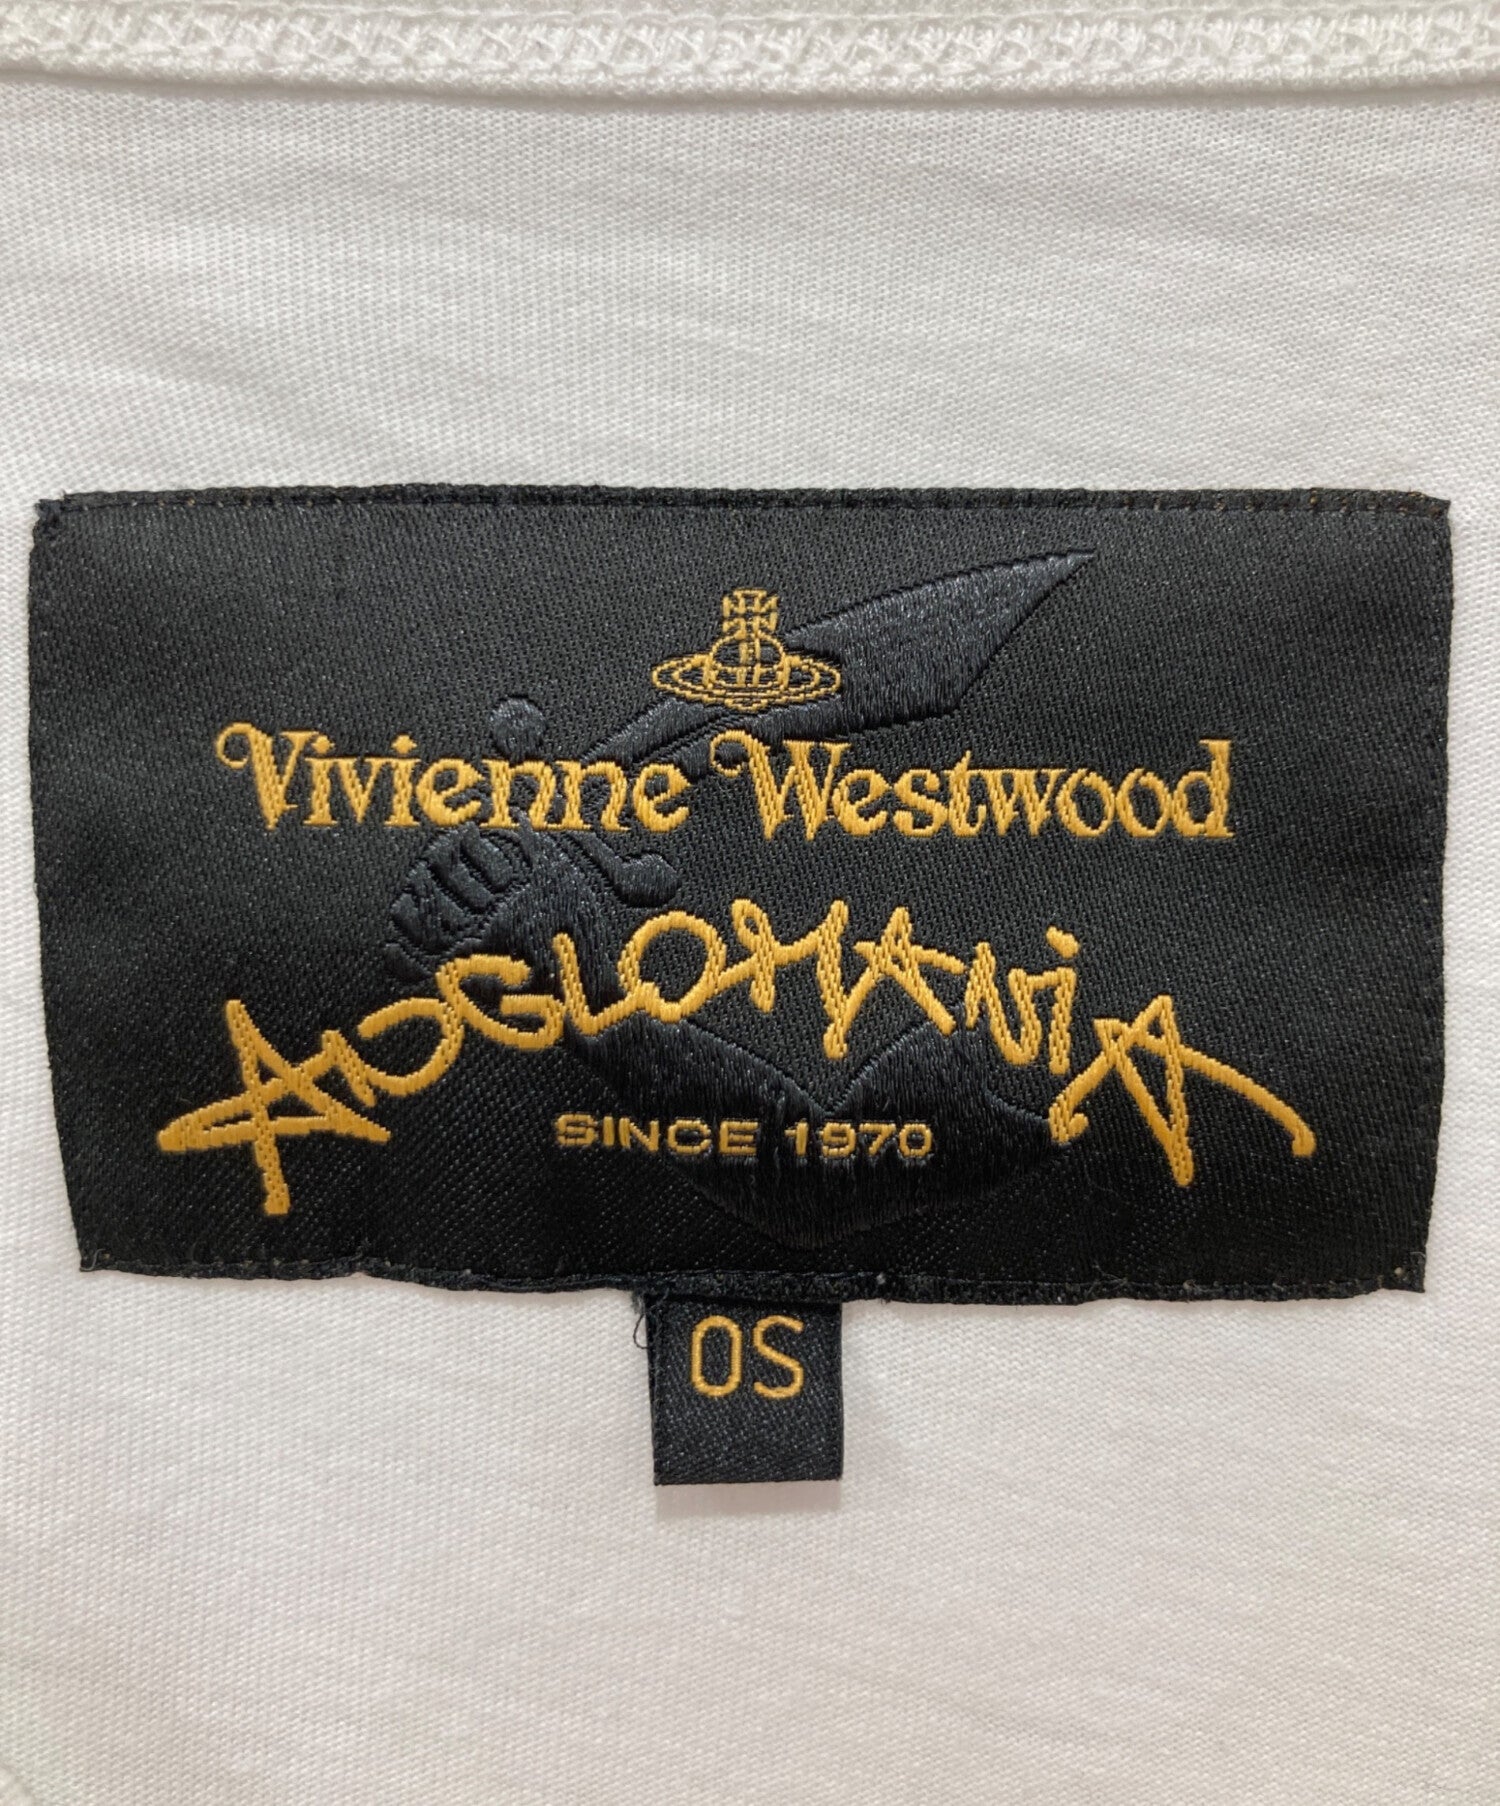 Vivienne Westwood
ANGLOMANiA
SINCE 1970
OS